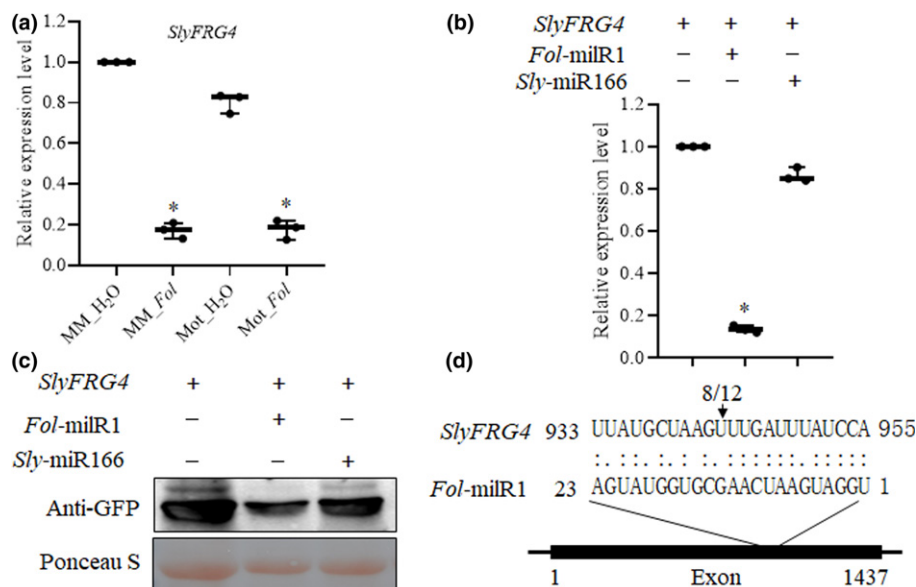 (a)
SlyFRG4
Relative expression level
1.2
1.0
0.8
0.6
0.4
0.2
0.0
*
*
MM_H₂O
MM_Fol
Mot_H₂O
Mot_Fol
(b)
SlyFRG4 + + +
Fol-milR1 − + −
Sly-miR166 − − +
Relative expression level
1.2
1.0
0.8
0.6
0.4
0.2
0.0
*
(c)
SlyFRG4 + + +
Fol-milR1 − + −
Sly-miR166 − − +
Anti-GFP
Ponceau S
(d)
8/12
SlyFRG4 933 UUAUGCUAAGUUUGAUUUAUCCA 955
Fol-milR1 23 AGUAUGGUGCGAACUAAGUAGGU 1
1 Exon 1437